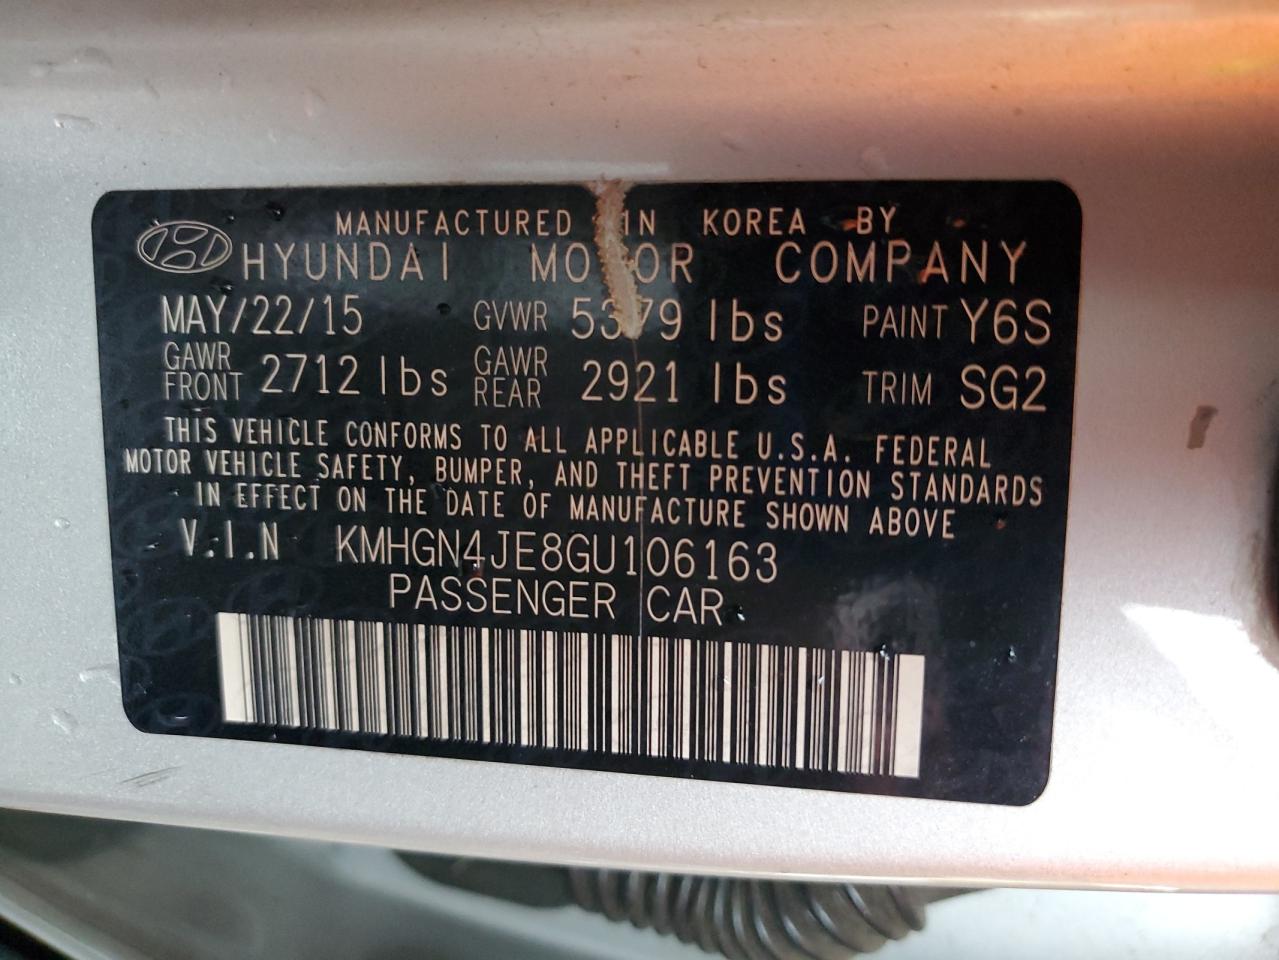 MANUFACTURED IN KOREA BY
HYUNDAI MOTOR COMPANY
MAY/22/15 GVWR 5379 lbs PAINT Y6S
GAWR FRONT 2712 lbs GAWR REAR 2921 lbs TRIM SG2
THIS VEHICLE CONFORMS TO ALL APPLICABLE U.S.A. FEDERAL
MOTOR VEHICLE SAFETY, BUMPER, AND THEFT PREVENTION STANDARDS
IN EFFECT ON THE DATE OF MANUFACTURE SHOWN ABOVE
V.I.N KMHGN4JE8GU106163
PASSENGER CAR